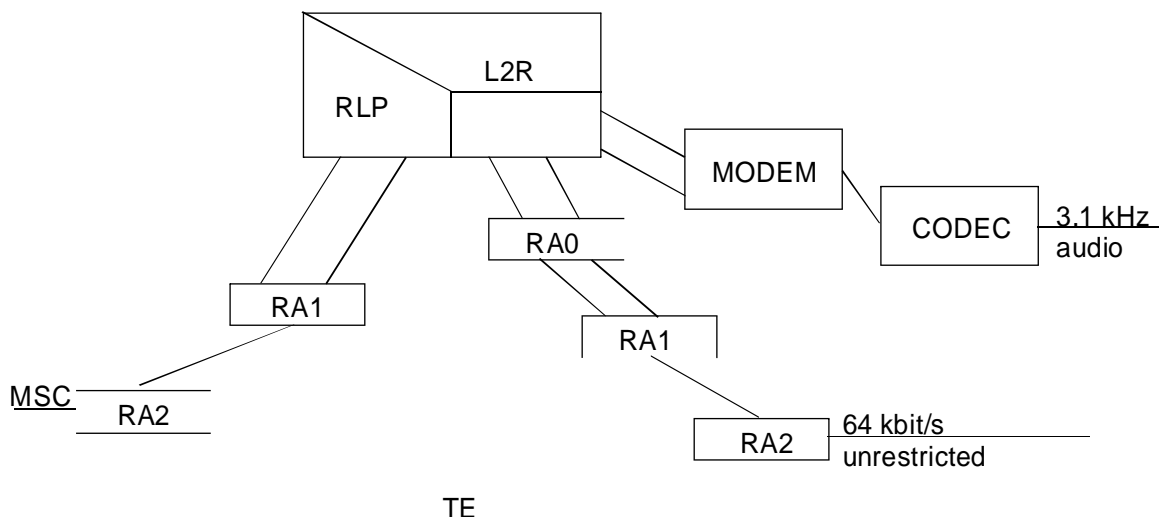 L2R
RLP
MODEM
CODEC
3.1 kHz
audio
RA0
RA1
RA1
MSC
RA2
RA2
64 kbit/s
unrestricted
TE